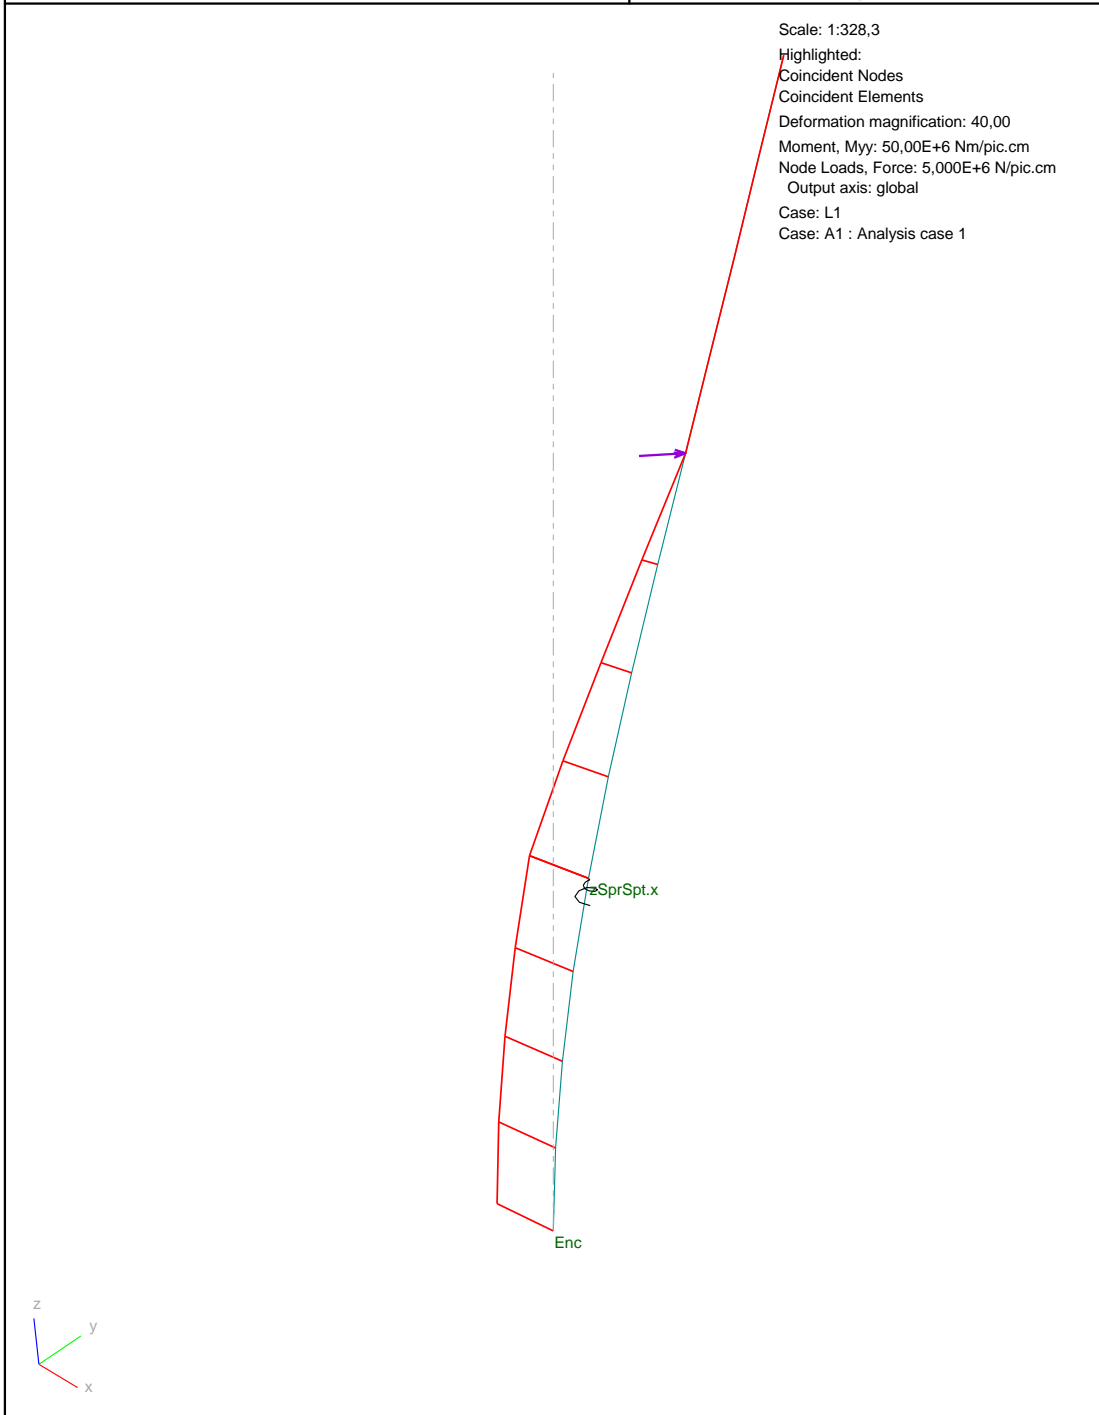 Scale: 1:328,3
Highlighted:
Coincident Nodes
Coincident Elements
Deformation magnification: 40,00
Moment, Myy: 50,00E+6 Nm/pic.cm
Node Loads, Force: 5,000E+6 N/pic.cm
Output axis: global
Case: L1
Case: A1 : Analysis case 1
zSprSpt.x
Enc
z
y
x